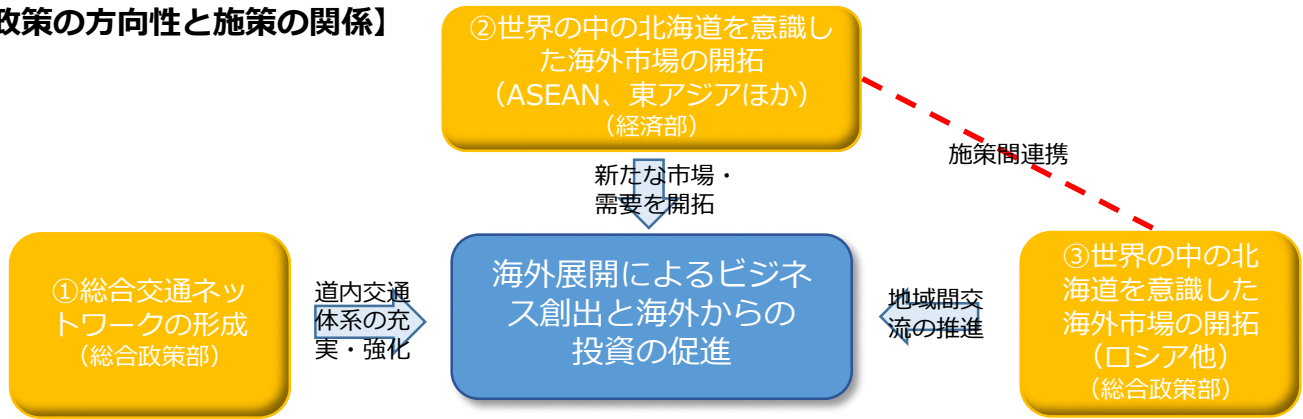 政策の方向性と施策の関係】
②世界の中の北海道を意識し
た海外市場の開拓
（ASEAN、東アジアほか）
（経済部）
施策間連携
新たな市場・
需要を開拓
①総合交通ネッ
トワークの形成
（総合政策部）
道内交通
体系の充
実・強化
海外展開によるビジネ
ス創出と海外からの
投資の促進
地域間交
流の推進
③世界の中の北
海道を意識した
海外市場の開拓
（ロシア他）
（総合政策部）